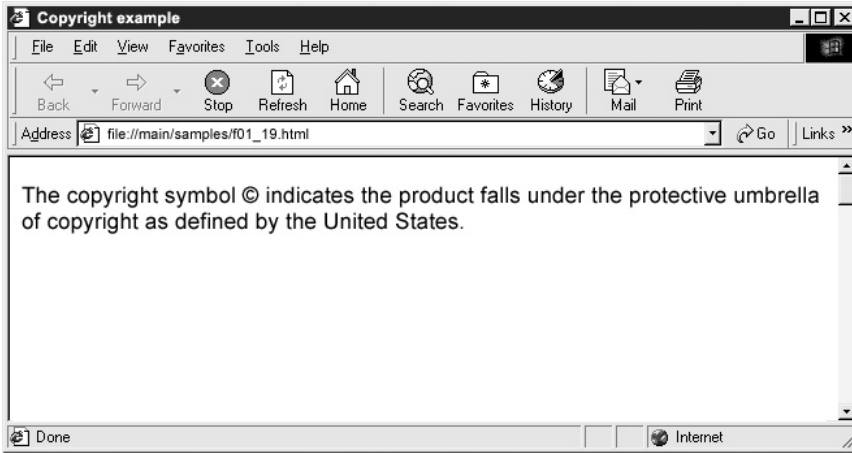 Copyright example
File Edit View Favorites Tools Help
Back Forward Stop Refresh Home Search Favorites History Mail Print
Address file://main/samples/f01_19.html Go Links »
The copyright symbol © indicates the product falls under the protective umbrella
of copyright as defined by the United States.
Done Internet